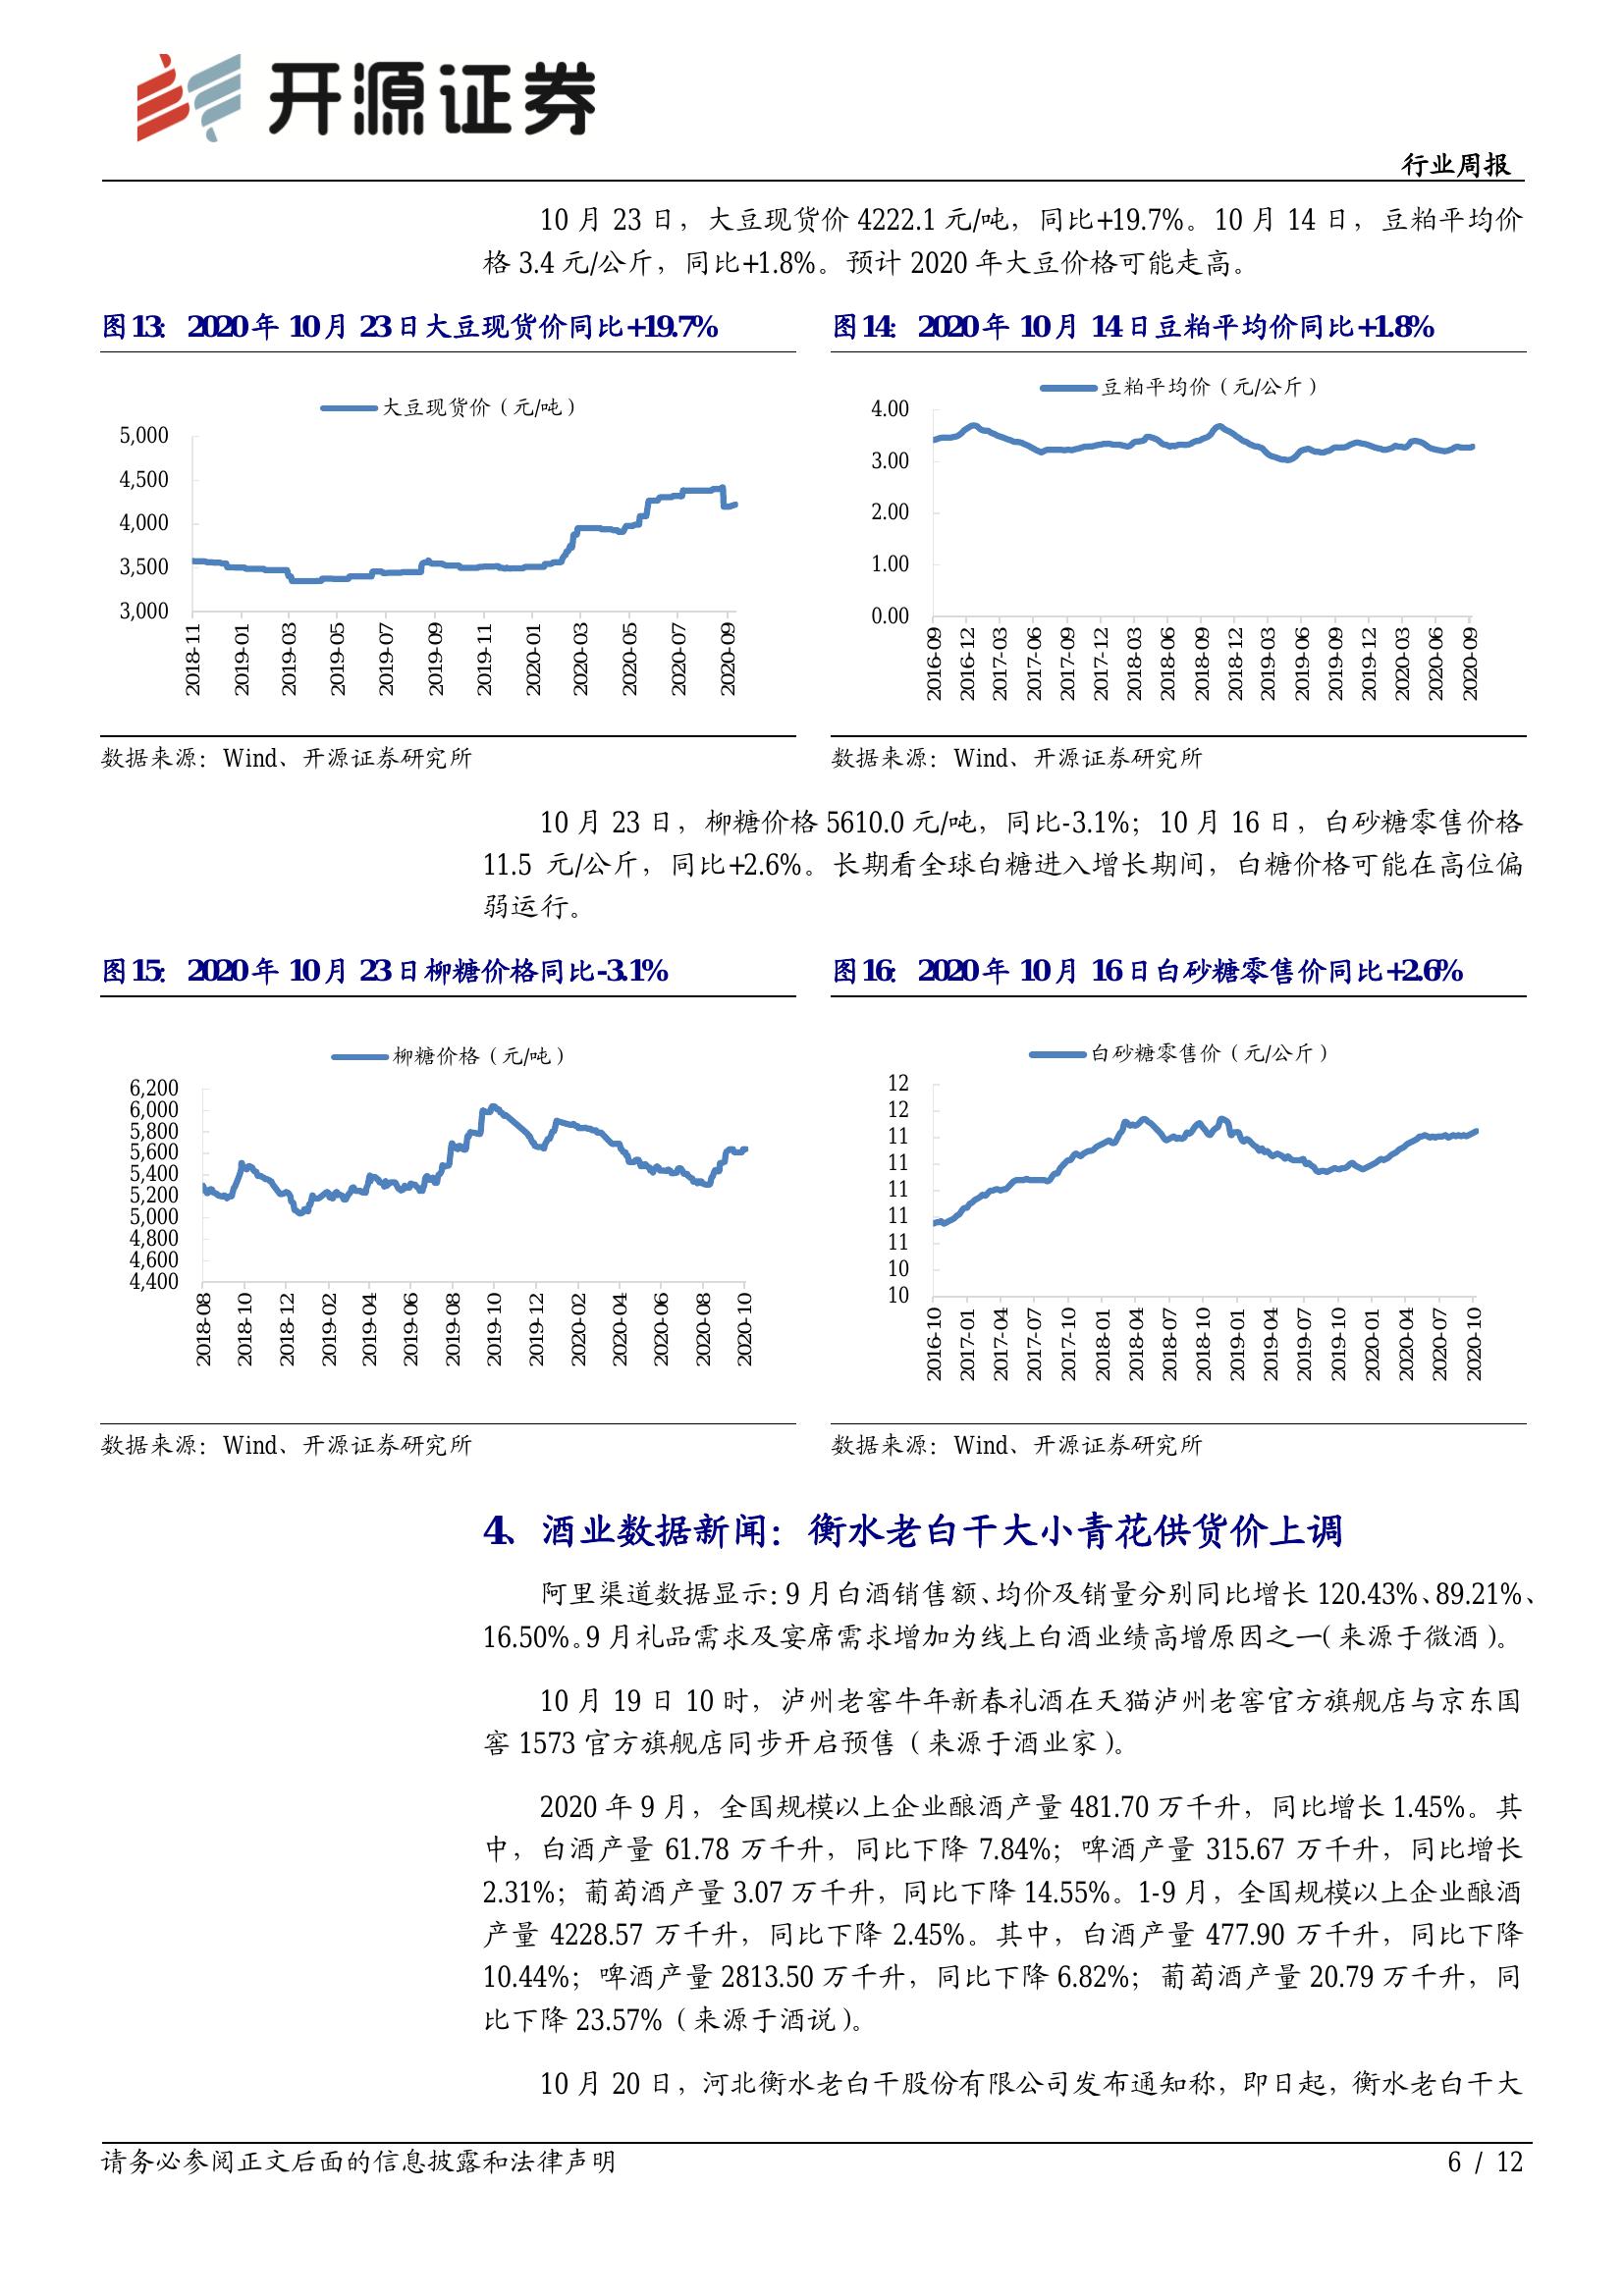 开源证券
行业周报
10 月 23 日，大豆现货价 4222.1 元/吨，同比+19.7%。10 月 14 日，豆粕平均价
格 3.4 元/公斤，同比+1.8%。预计 2020 年大豆价格可能走高。
图13： 2020 年 10 月 23 日大豆现货价同比+19.7%
大豆现货价（元/吨）
5,000
4,500
4,000
3,500
3,000
2018-11
2019-01
2019-03
2019-05
2019-07
2019-09
2019-11
2020-01
2020-03
2020-05
2020-07
2020-09
数据来源：Wind、开源证券研究所
图14： 2020 年 10 月 14 日豆粕平均价同比+1.8%
豆粕平均价（元/公斤）
4.00
3.00
2.00
1.00
0.00
2016-09
2016-12
2017-03
2017-06
2017-09
2017-12
2018-03
2018-06
2018-09
2018-12
2019-03
2019-06
2019-09
2019-12
2020-03
2020-06
2020-09
数据来源：Wind、开源证券研究所
10 月 23 日，柳糖价格 5610.0 元/吨，同比-3.1%；10 月 16 日，白砂糖零售价格
11.5 元/公斤，同比+2.6%。长期看全球白糖进入增长期间，白糖价格可能在高位偏
弱运行。
图15： 2020 年 10 月 23 日柳糖价格同比-3.1%
柳糖价格（元/吨）
6,200
6,000
5,800
5,600
5,400
5,200
5,000
4,800
4,600
4,400
2018-08
2018-10
2018-12
2019-02
2019-04
2019-06
2019-08
2019-10
2019-12
2020-02
2020-04
2020-06
2020-08
2020-10
数据来源：Wind、开源证券研究所
图16： 2020 年 10 月 16 日白砂糖零售价同比+2.6%
白砂糖零售价（元/公斤）
12
12
11
11
11
11
11
10
10
2016-10
2017-01
2017-04
2017-07
2017-10
2018-01
2018-04
2018-07
2018-10
2019-01
2019-04
2019-07
2019-10
2020-01
2020-04
2020-07
2020-10
数据来源：Wind、开源证券研究所
4、 酒业数据新闻：衡水老白干大小青花供货价上调
阿里渠道数据显示：9 月白酒销售额、均价及销量分别同比增长 120.43%、89.21%、
16.50%。9 月礼品需求及宴席需求增加为线上白酒业绩高增原因之一（来源于微酒）。
10 月 19 日 10 时，泸州老窖牛年新春礼酒在天猫泸州老窖官方旗舰店与京东国
窖 1573 官方旗舰店同步开启预售（来源于酒业家）。
2020 年 9 月，全国规模以上企业酿酒产量 481.70 万千升，同比增长 1.45%。其
中，白酒产量 61.78 万千升，同比下降 7.84%；啤酒产量 315.67 万千升，同比增长
2.31%；葡萄酒产量 3.07 万千升，同比下降 14.55%。1-9 月，全国规模以上企业酿酒
产量 4228.57 万千升，同比下降 2.45%。其中，白酒产量 477.90 万千升，同比下降
10.44%；啤酒产量 2813.50 万千升，同比下降 6.82%；葡萄酒产量 20.79 万千升，同
比下降 23.57%（来源于酒说）。
10 月 20 日，河北衡水老白干股份有限公司发布通知称，即日起，衡水老白干大
请务必参阅正文后面的信息披露和法律声明
6 / 12